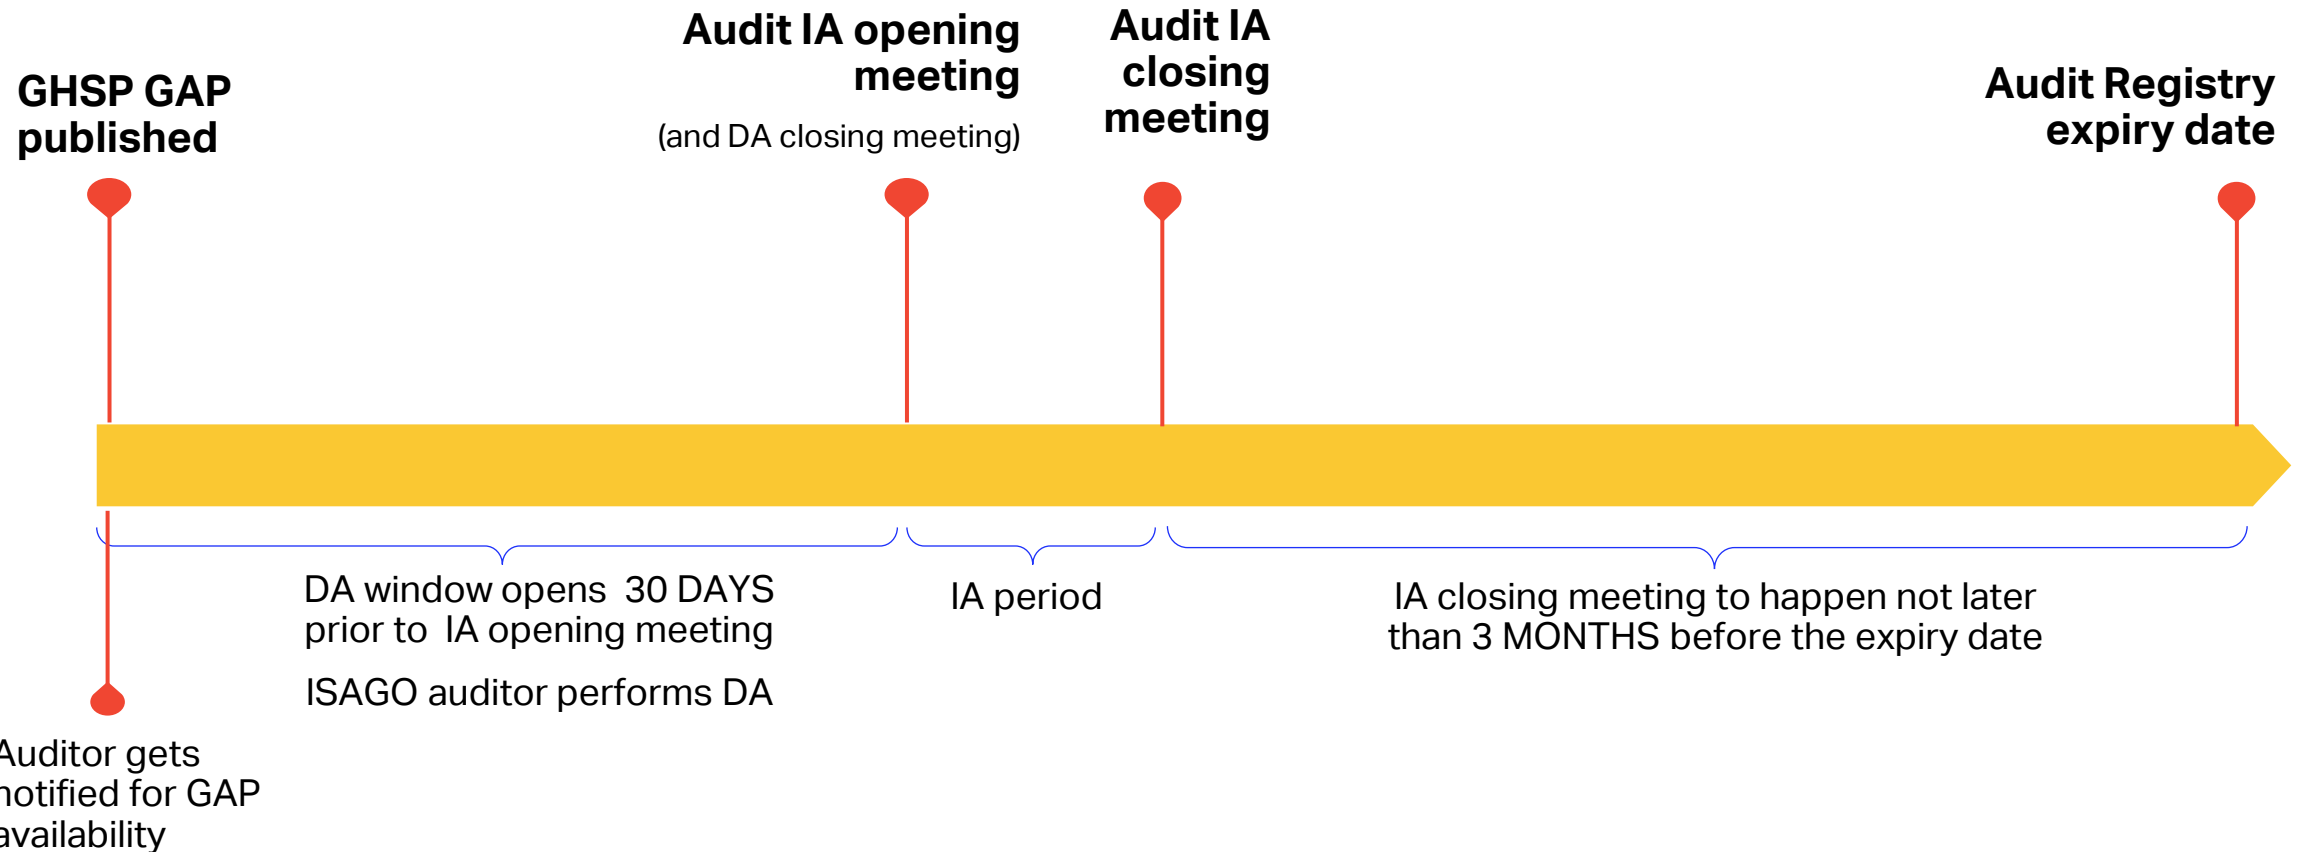 GHSP GAP
published
Audit IA opening
meeting
(and DA closing meeting)
Audit IA
closing
meeting
Audit Registry
expiry date
DA window opens  30 DAYS
prior to  IA opening meeting
ISAGO auditor performs DA
IA period
IA closing meeting to happen not later
than 3 MONTHS before the expiry date
Auditor gets
notified for GAP
availability